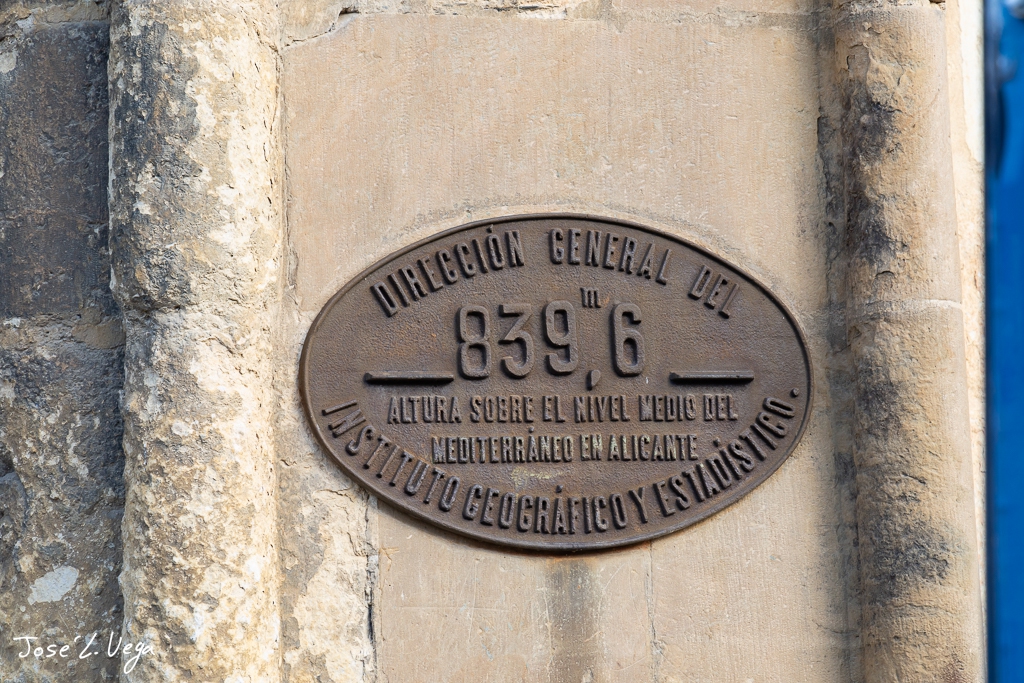 DIRECCIÓN GENERAL DEL
839,6 m
ALTURA SOBRE EL NIVEL MEDIO DEL
MEDITERRÁNEO EN ALICANTE
INSTITUTO GEOGRÁFICO Y ESTADÍSTICO.
José L. Vega